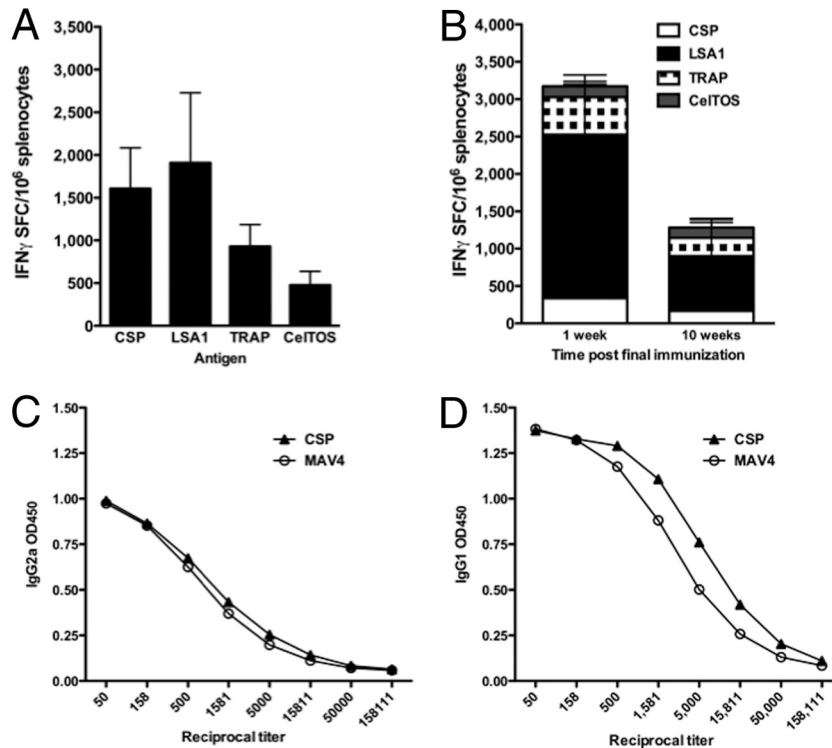 A
IFNγ SFC/10⁶ splenocytes
3,500
3,000
2,500
2,000
1,500
1,000
500
0
CSP LSA1 TRAP CelTOS
Antigen
B
IFNγ SFC/10⁶ splenocytes
4,000
3,500
3,000
2,500
2,000
1,500
1,000
500
0
CSP
LSA1
TRAP
CelTOS
1 week 10 weeks
Time post final immunization
C
IgG2a OD450
1.50
1.25
1.00
0.75
0.50
0.25
0.00
CSP
MAV4
50 158 500 1581 5000 15811 50000 158111
Reciprocal titer
D
IgG1 OD450
1.50
1.25
1.00
0.75
0.50
0.25
0.00
CSP
MAV4
50 158 500 1,581 5,000 15,811 50,000 158,111
Reciprocal titer